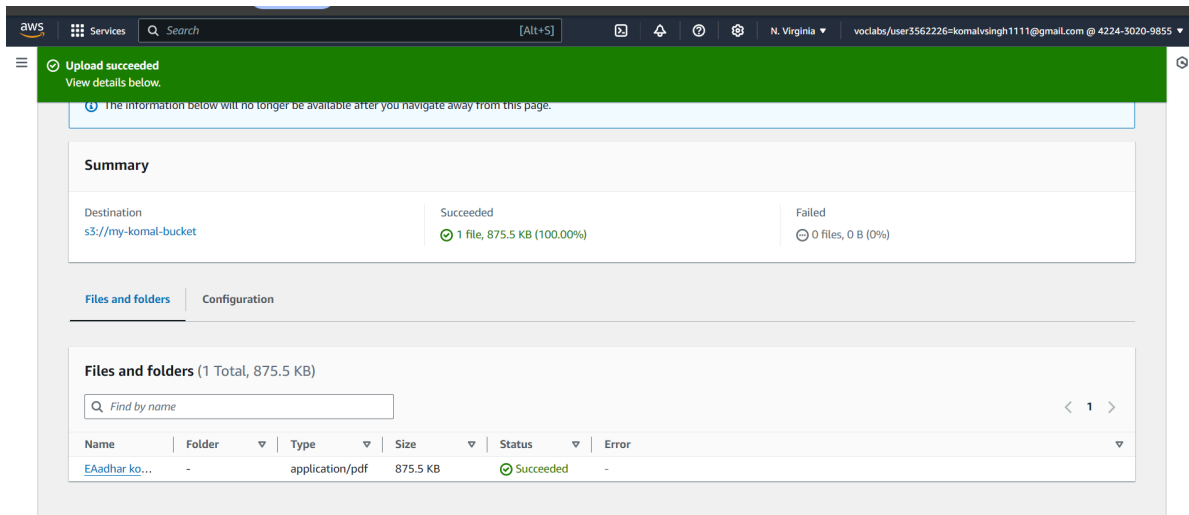 aws Services Search [Alt+S] N. Virginia voclabs/user3562226=komalvsingh1111@gmail.com @ 4224-3020-9855
Upload succeeded
View details below.
The information below will no longer be available after you navigate away from this page.
Summary
Destination Succeeded Failed
s3://my-komal-bucket 1 file, 875.5 KB (100.00%) 0 files, 0 B (0%)
Files and folders Configuration
Files and folders (1 Total, 875.5 KB)
Find by name 1
Name Folder Type Size Status Error
EAadhar ko... - application/pdf 875.5 KB Succeeded -